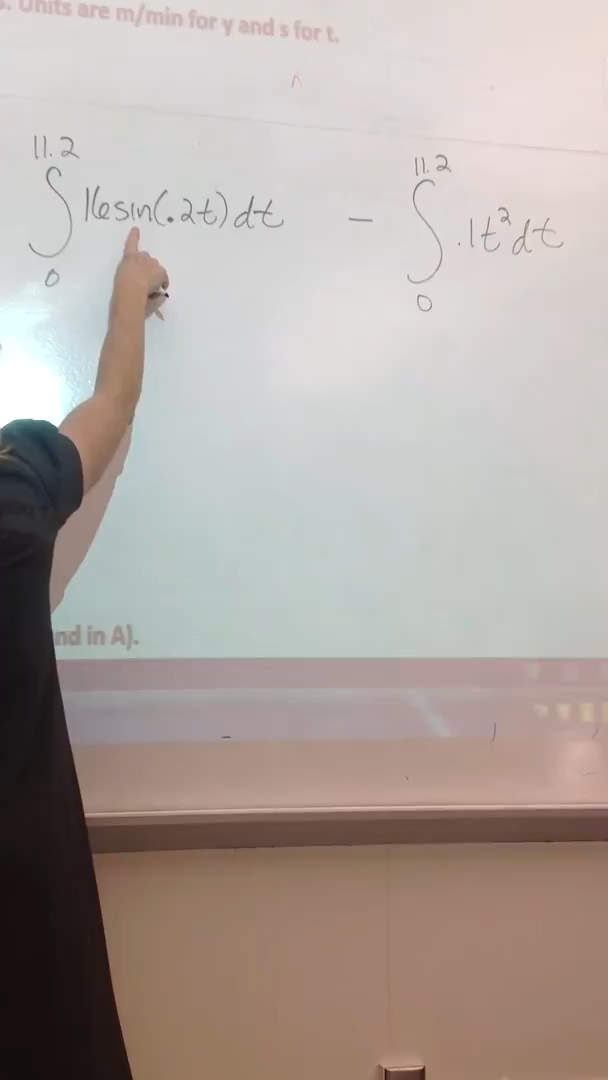 . Units are m/min for y and s for t.
∫₀^11.2 16sin(.2t)dt - ∫₀^11.2 .1t²dt
nd in A).